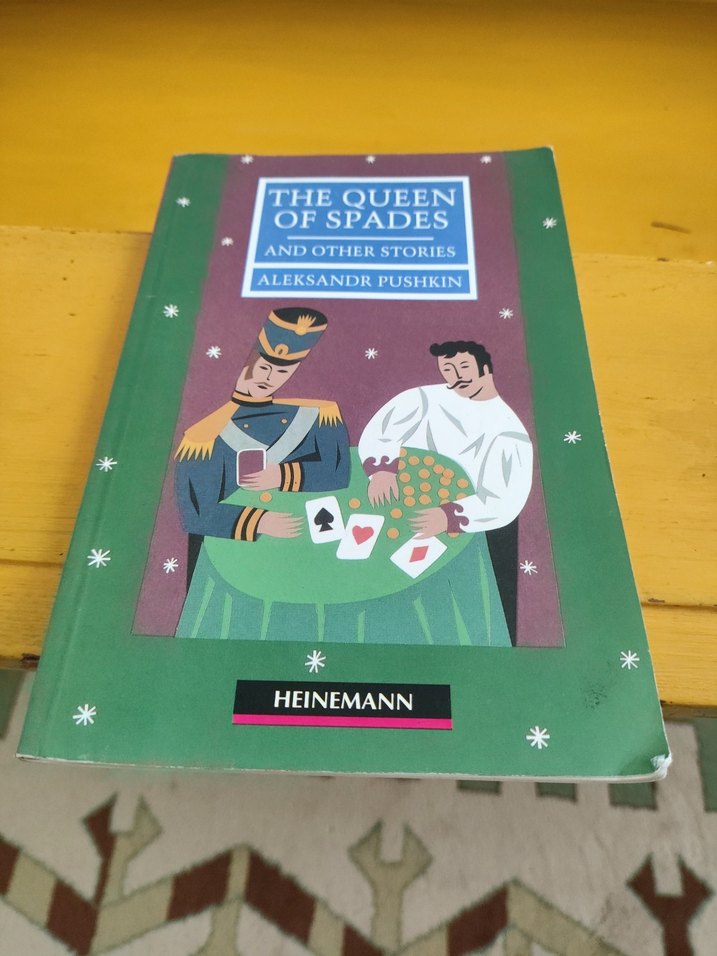 THE QUEEN
OF SPADES
AND OTHER STORIES
ALEKSANDR PUSHKIN
HEINEMANN